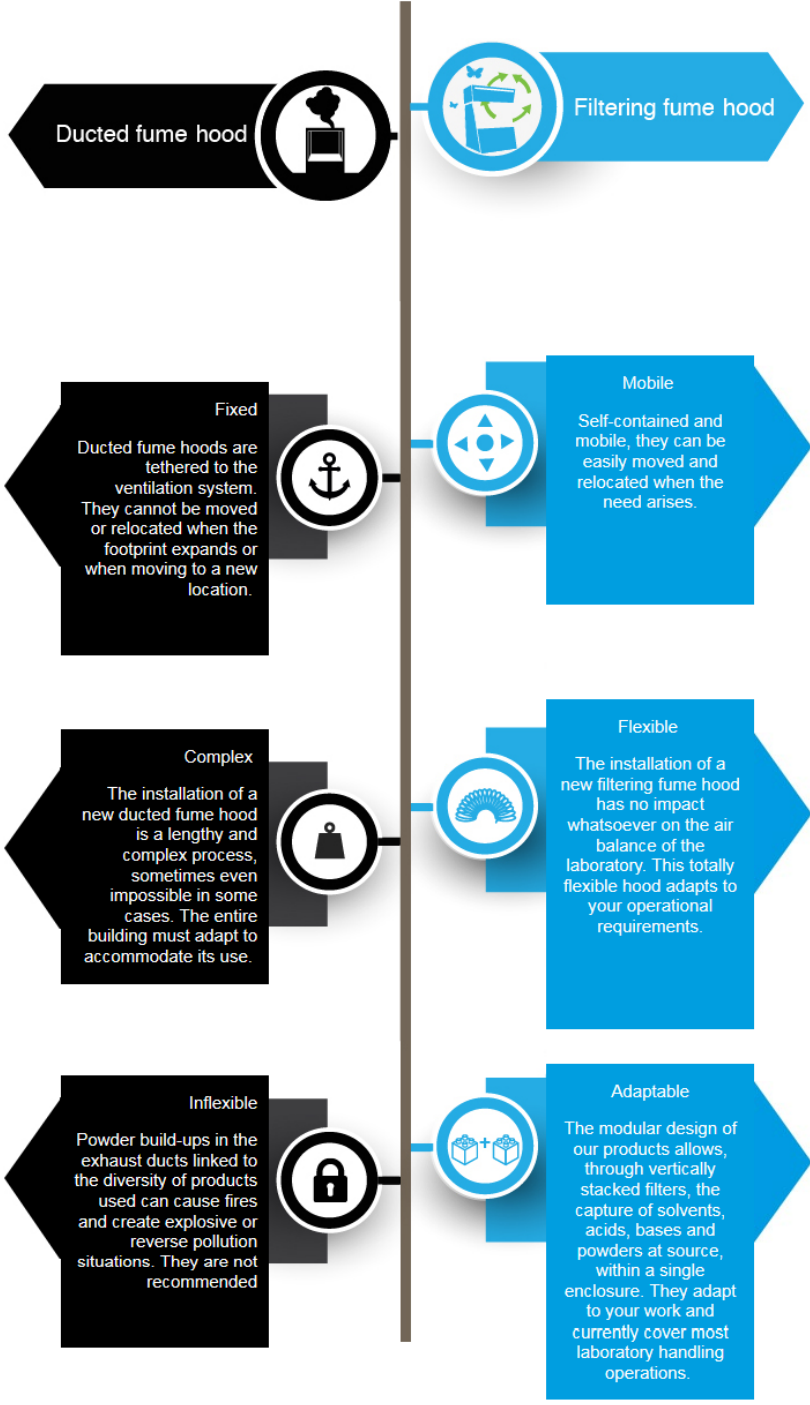 Ducted fume hood
Filtering fume hood
Fixed
Ducted fume hoods are
tethered to the
ventilation system.
They cannot be moved
or relocated when the
footprint expands or
when moving to a new
location.
Mobile
Self-contained and
mobile, they can be
easily moved and
relocated when the
need arises.
Complex
The installation of a
new ducted fume hood
is a lengthy and
complex process,
sometimes even
impossible in some
cases. The entire
building must adapt to
accommodate its use.
Flexible
The installation of a
new filtering fume hood
has no impact
whatsoever on the air
balance of the
laboratory. This totally
flexible hood adapts to
your operational
requirements.
Inflexible
Powder build-ups in the
exhaust ducts linked to
the diversity of products
used can cause fires
and create explosive or
reverse pollution
situations. They are not
recommended
Adaptable
The modular design of
our products allows,
through vertically
stacked filters, the
capture of solvents,
acids, bases and
powders at source,
within a single
enclosure. They adapt
to your work and
currently cover most
laboratory handling
operations.